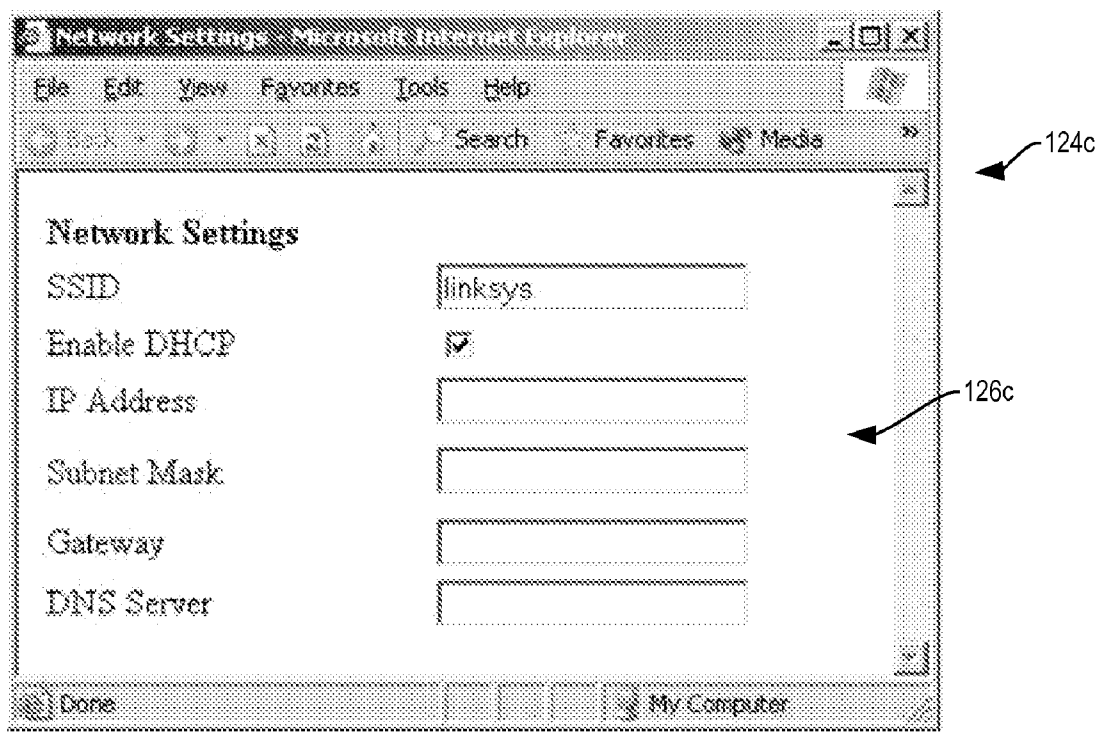 Network Settings - Microsoft Internet Explorer
File Edit View Favorites Tools Help
Back Search Favorites Media »
124c
Network Settings
SSID linksys
Enable DHCP
IP Address
126c
Subnet Mask
Gateway
DNS Server
Done My Computer